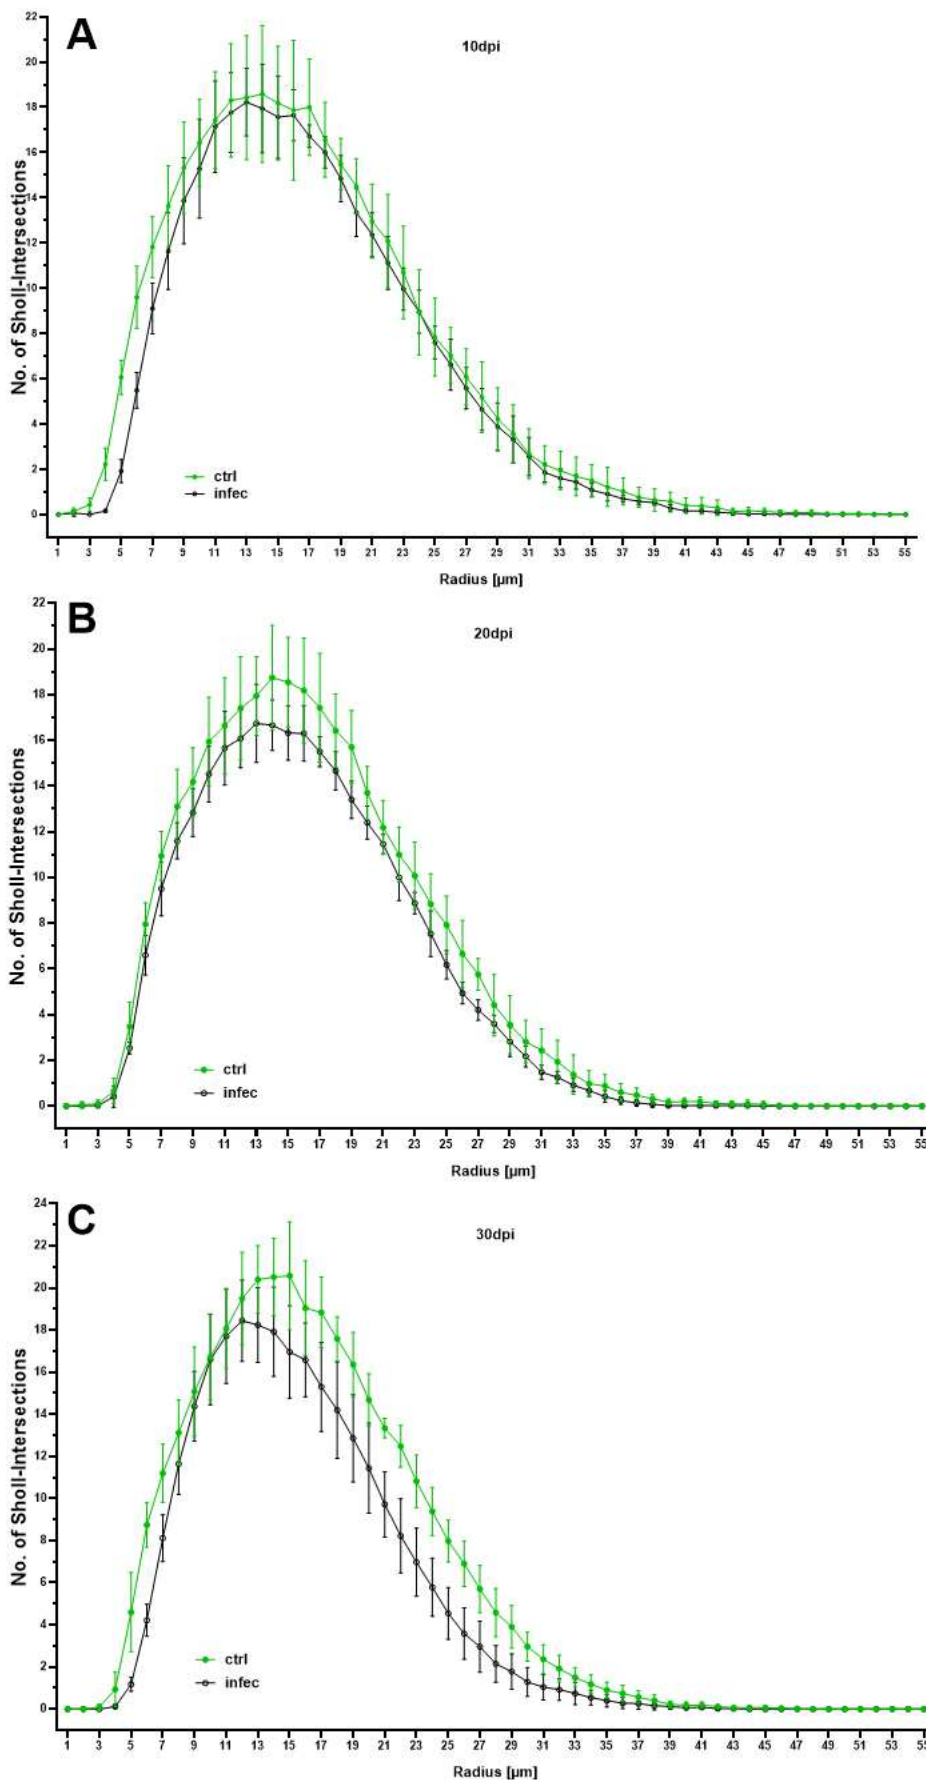 A
10dpi
No. of Sholl-Intersections
22
20
18
16
14
12
10
8
6
4
2
0
ctrl
infec
1 3 5 7 9 11 13 15 17 19 21 23 25 27 29 31 33 35 37 39 41 43 45 47 49 51 53 55
Radius [µm]
B
20dpi
No. of Sholl-Intersections
22
20
18
16
14
12
10
8
6
4
2
0
ctrl
infec
1 3 5 7 9 11 13 15 17 19 21 23 25 27 29 31 33 35 37 39 41 43 45 47 49 51 53 55
Radius [µm]
C
30dpi
No. of Sholl-Intersections
24
22
20
18
16
14
12
10
8
6
4
2
0
ctrl
infec
1 3 5 7 9 11 13 15 17 19 21 23 25 27 29 31 33 35 37 39 41 43 45 47 49 51 53 55
Radius [µm]